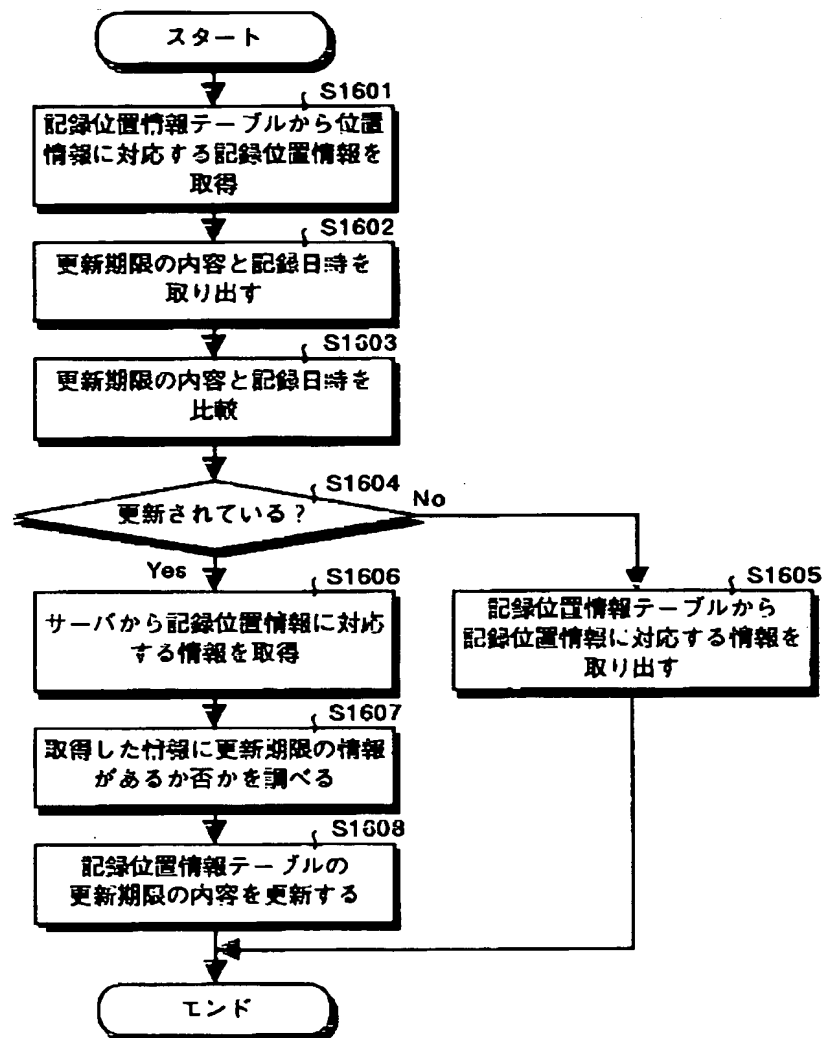 スタート
S1601
記録位置情報テーブルから位置
情報に対応する記録位置情報を
取得
S1602
更新期限の内容と記録日時を
取り出す
S1603
更新期限の内容と記録日時を
比較
S1604
更新されている?
No
Yes
S1606
サーバから記録位置情報に対応
する情報を取得
S1605
記録位置情報テーブルから
記録位置情報に対応する情報を
取り出す
S1607
取得した情報に更新期限の情報
があるか否かを調べる
S1608
記録位置情報テーブルの
更新期限の内容を更新する
エンド